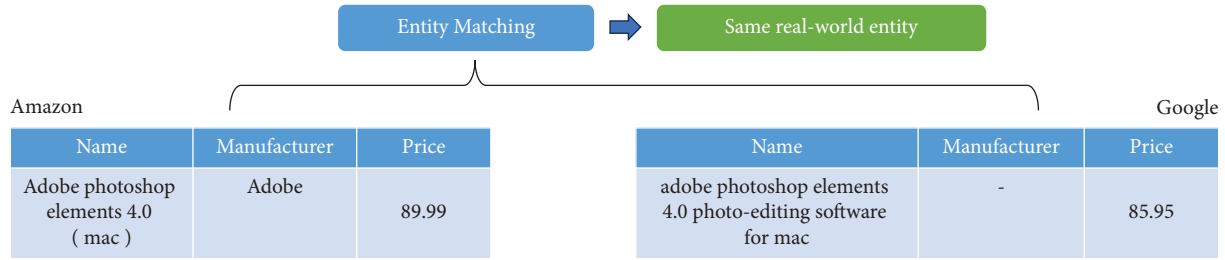 Entity Matching
Same real-world entity
Amazon
Google
Name Manufacturer Price
Adobe photoshop
elements 4.0
( mac )
Adobe
89.99
Name Manufacturer Price
adobe photoshop elements
4.0 photo-editing software
for mac
-
85.95